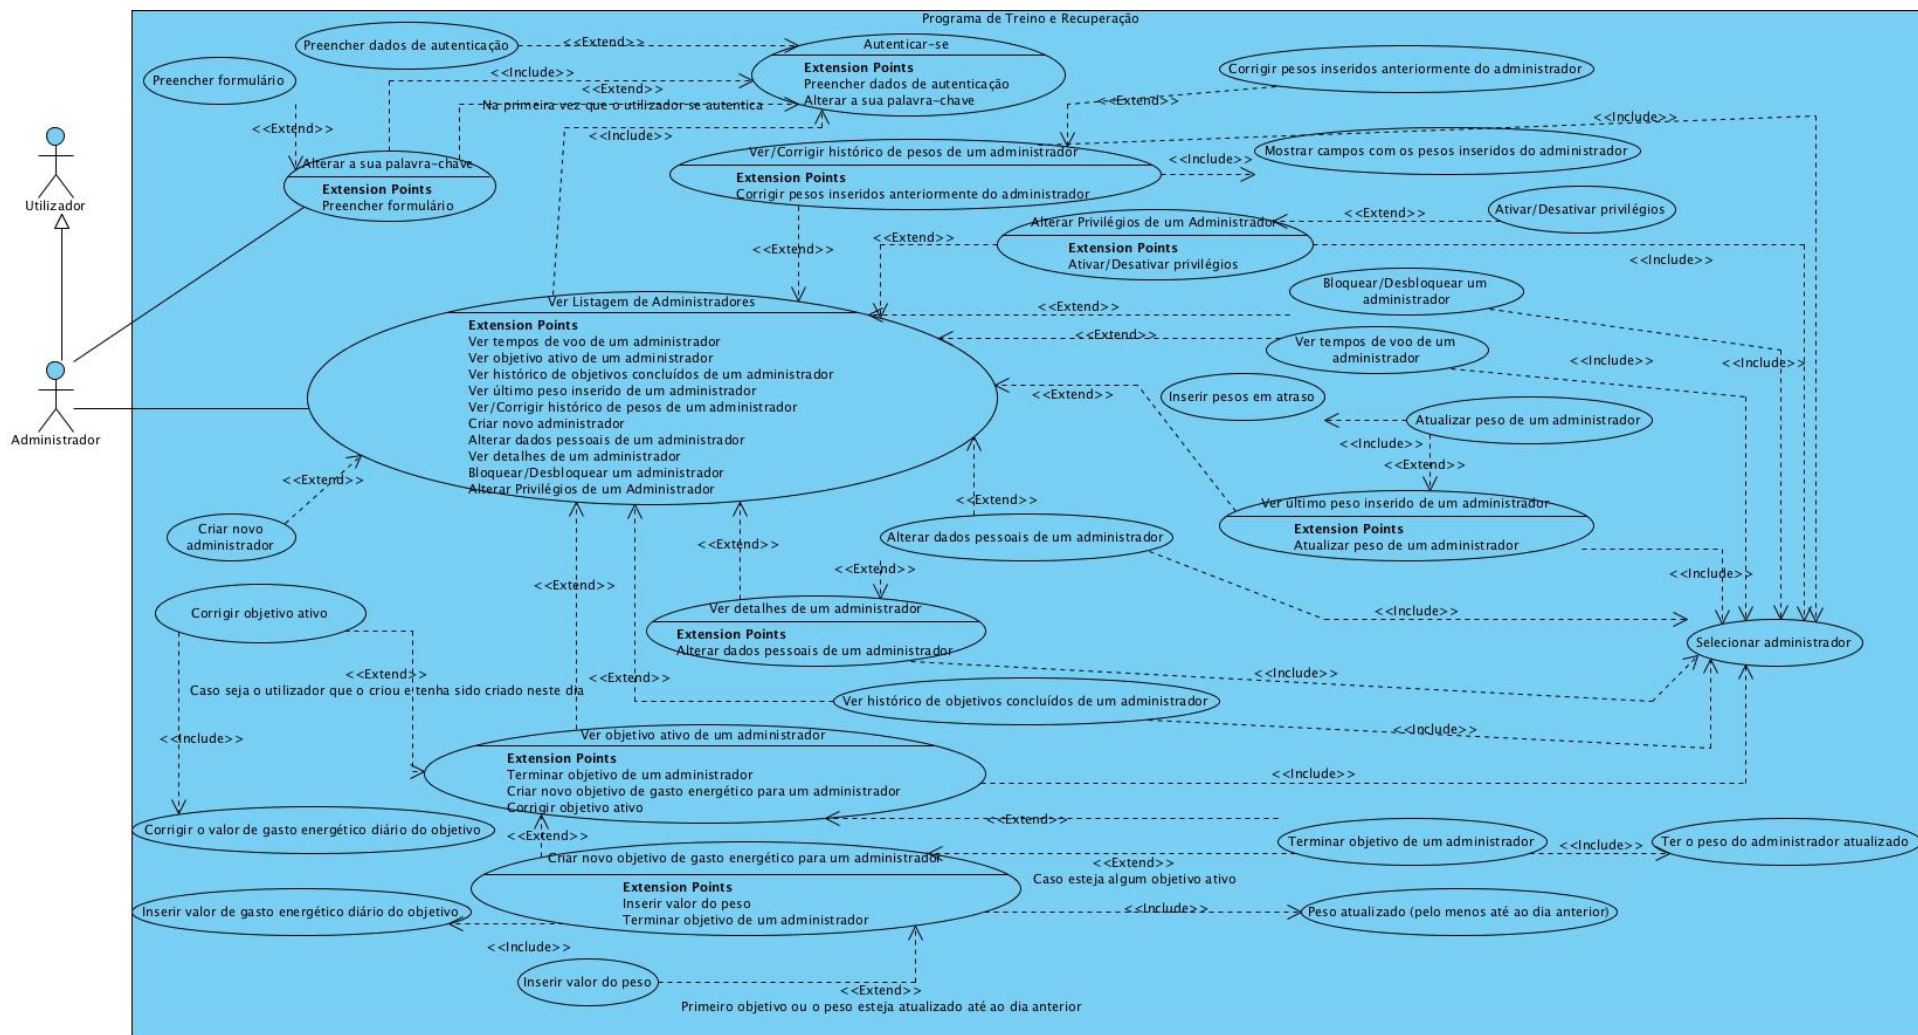 Programa de Treino e Recuperação
Preencher dados de autenticação
<<Extend>>
Autenticar-se
Extension Points
Preencher dados de autenticação
Alterar a sua palavra-chave
Preencher formulário
<<Include>>
<<Extend>>
Na primeira vez que o utilizador se autentica
<<Extend>>
<<Include>>
Corrigir pesos inseridos anteriormente do administrador
<<Extend>>
<<Include>>
Alterar a sua palavra-chave
Extension Points
Preencher formulário
Ver/Corrigir histórico de pesos de um administrador
Extension Points
Corrigir pesos inseridos anteriormente do administrador
<<Include>>
Mostrar campos com os pesos inseridos do administrador
Utilizador
Alterar Privilégios de um Administrador
Extension Points
Ativar/Desativar privilégios
<<Extend>>
Ativar/Desativar privilégios
<<Extend>>
<<Extend>>
<<Include>>
Bloquear/Desbloquear um
administrador
<<Extend>>
<<Include>>
Ver Listagem de Administradores
Extension Points
Ver tempos de voo de um administrador
Ver objetivo ativo de um administrador
Ver histórico de objetivos concluídos de um administrador
Ver último peso inserido de um administrador
Ver/Corrigir histórico de pesos de um administrador
Criar novo administrador
Alterar dados pessoais de um administrador
Ver detalhes de um administrador
Bloquear/Desbloquear um administrador
Alterar Privilégios de um Administrador
<<Extend>>
Ver tempos de voo de um
administrador
<<Include>>
Administrador
<<Extend>>
Inserir pesos em atraso
Atualizar peso de um administrador
<<Include>>
<<Extend>>
Ver último peso inserido de um administrador
Extension Points
Atualizar peso de um administrador
<<Include>>
<<Extend>>
Criar novo
administrador
<<Extend>>
Alterar dados pessoais de um administrador
<<Extend>>
<<Extend>>
<<Extend>>
<<Include>>
Corrigir objetivo ativo
Ver detalhes de um administrador
Extension Points
Alterar dados pessoais de um administrador
Selecionar administrador
<<Extend>>
<<Extend>>
<<Include>>
Caso seja o utilizador que o criou e tenha sido criado neste dia
Ver histórico de objetivos concluídos de um administrador
<<Include>>
<<Include>>
Ver objetivo ativo de um administrador
Extension Points
Terminar objetivo de um administrador
Criar novo objetivo de gasto energético para um administrador
Corrigir objetivo ativo
<<Include>>
Corrigir o valor de gasto energético diário do objetivo
<<Extend>>
<<Extend>>
Terminar objetivo de um administrador
<<Include>>
Ter o peso do administrador atualizado
Criar novo objetivo de gasto energético para um administrador
Extension Points
Inserir valor do peso
Terminar objetivo de um administrador
<<Extend>>
Caso esteja algum objetivo ativo
Inserir valor de gasto energético diário do objetivo
<<Include>>
<<Include>>
Peso atualizado (pelo menos até ao dia anterior)
Inserir valor do peso
<<Extend>>
Primeiro objetivo ou o peso esteja atualizado até ao dia anterior